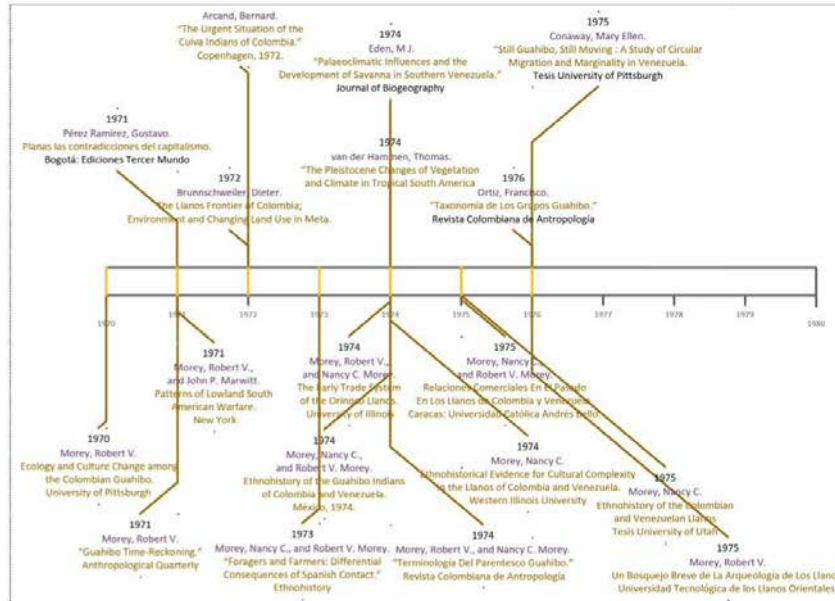 Arcand, Bernard.
"The Urgent Situation of the
Cuiva Indians of Colombia."
Copenhagen, 1972.
1974
Eden, M.J.
"Palaeoclimatic Influences and the
Development of Savanna in Southern Venezuela."
Journal of Biogeography
1975
Conaway, Mary Ellen.
"Still Guahibo, Still Moving : A Study of Circular
Migration and Marginality in Venezuela.
Tesis University of Pittsburgh
1971
Pérez Ramírez, Gustavo.
Planas las contradicciones del capitalismo.
Bogotá: Ediciones Tercer Mundo
1972
Brunnschweiler, Dieter.
The Llanos Frontier of Colombia;
Environment and Changing Land Use in Meta.
1974
van der Hammen, Thomas.
"The Pleistocene Changes of Vegetation
and Climate in Tropical South America
1976
Ortiz, Francisco.
"Taxonomía de Los Grupos Guahibo."
Revista Colombiana de Antropología
1970
1971
1972
1973
1974
1975
1976
1977
1978
1979
1980
1971
Morey, Robert V.,
and John P. Marwitt.
Patterns of Lowland South
American Warfare.
New York
1974
Morey, Robert V.,
and Nancy C. Morey.
The Early Trade System
of the Orinoco Llanos.
University of Illinois
1975
Morey, Nancy C.
and Robert V. Morey.
Relaciones Comerciales En El Pasado
En Los Llanos de Colombia y Venezuela
Caracas: Universidad Católica Andrés Bello.
1970
Morey, Robert V.
Ecology and Culture Change among
the Colombian Guahibo.
University of Pittsburgh
1974
Morey, Nancy C.,
and Robert V. Morey.
Ethnohistory of the Guahibo Indians
of Colombia and Venezuela.
México, 1974.
1974
Morey, Nancy C.
Ethnohistorical Evidence for Cultural Complexity
in the Llanos of Colombia and Venezuela.
Western Illinois University
1975
Morey, Nancy C.
Ethnohistory of the Colombian
and Venezuelan Llanos
Tesis University of Utah
1971
Morey, Robert V.
"Guahibo Time-Reckoning."
Anthropological Quarterly
1973
Morey, Nancy C., and Robert V. Morey.
"Foragers and Farmers: Differential
Consequences of Spanish Contact."
Ethnohistory
1974
Morey, Robert V., and Nancy C. Morey.
"Terminología Del Parentesco Guahibo."
Revista Colombiana de Antropología
1975
Morey, Robert V.
Un Bosquejo Breve de La Arqueología de Los Llanos
Universidad Tecnológica de los Llanos Orientales